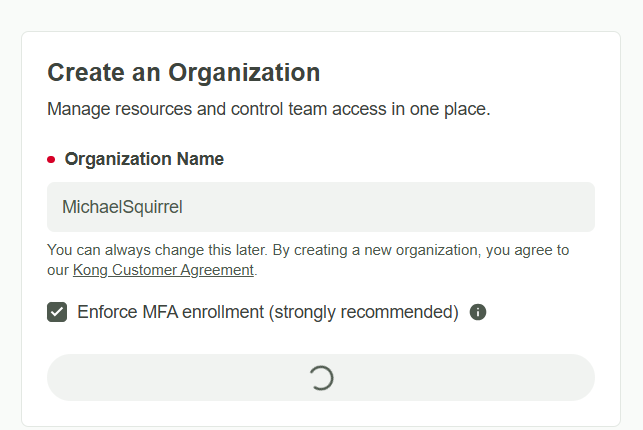 Create an Organization
Manage resources and control team access in one place.
Organization Name
MichaelSquirrel
You can always change this later. By creating a new organization, you agree to
our Kong Customer Agreement.
Enforce MFA enrollment (strongly recommended)